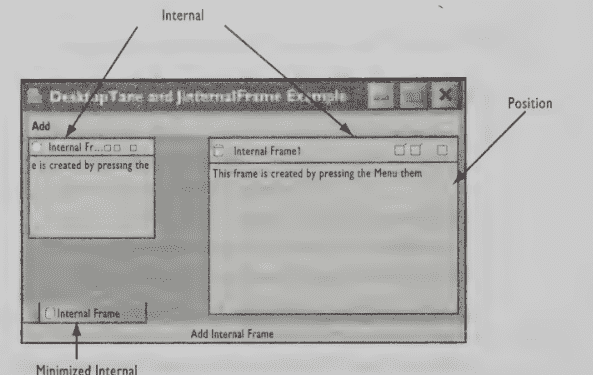 Internal
DesktopTane and JinternalFrame Example
Position
Add
Internal Fr...
Internal Frame1
e is created by pressing the
This frame is created by pressing the Menu them
Internal Frame
Add Internal Frame
Minimized Internal